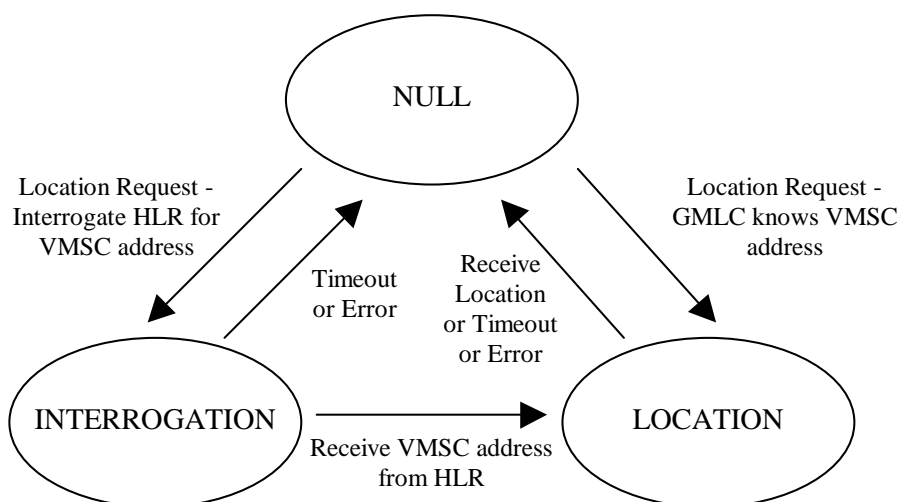 NULL
Location Request -
Interrogate HLR for
VMSC address
Location Request -
GMLC knows VMSC
address
Timeout
or Error
Receive
Location
or Timeout
or Error
INTERROGATION
LOCATION
Receive VMSC address
from HLR